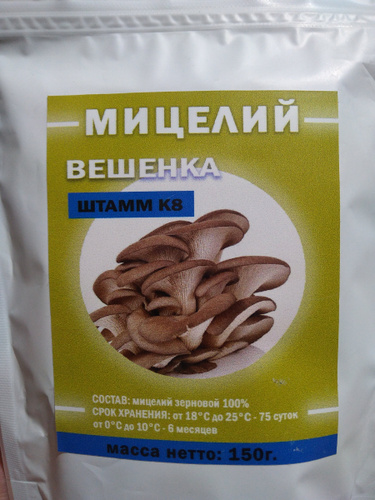 МИЦЕЛИЙ
ВЕШЕНКА
ШТАММ К8
СОСТАВ: мицелий зерновой 100%
СРОК ХРАНЕНИЯ: от 18°С до 25°С - 75 суток
от 0°С до 10°С - 6 месяцев
масса нетто: 150г.